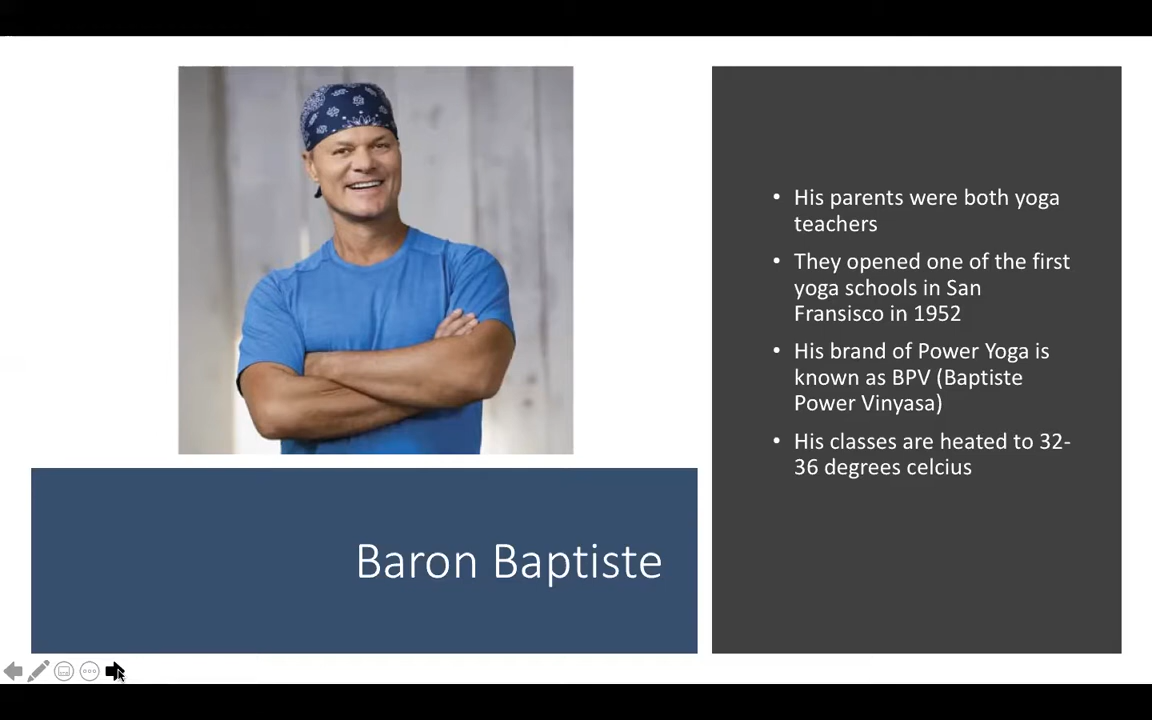 • His parents were both yoga
teachers
• They opened one of the first
yoga schools in San
Fransisco in 1952
• His brand of Power Yoga is
known as BPV (Baptiste
Power Vinyasa)
• His classes are heated to 32-
36 degrees celcius
Baron Baptiste